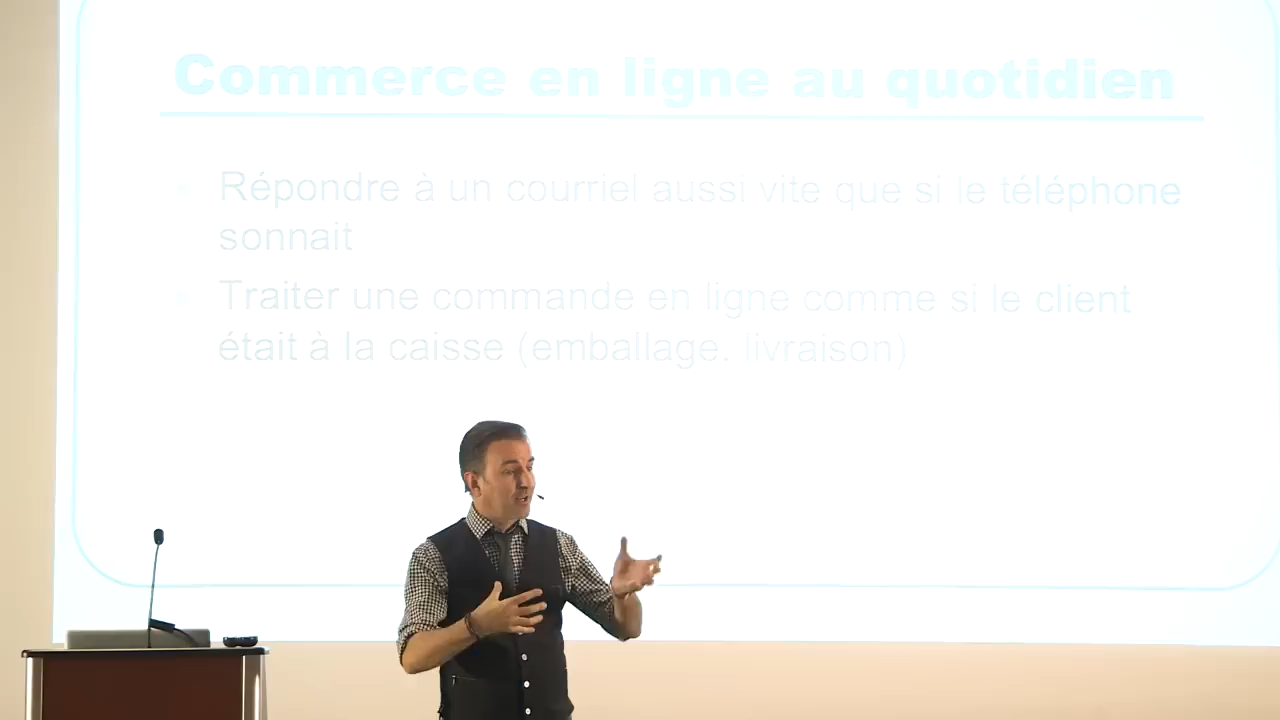 Commerce en ligne au quotidien
Répondre à un courriel aussi vite que si le téléphone
sonnait
Traiter une commande en ligne comme si le client
était à la caisse (emballage, livraison)